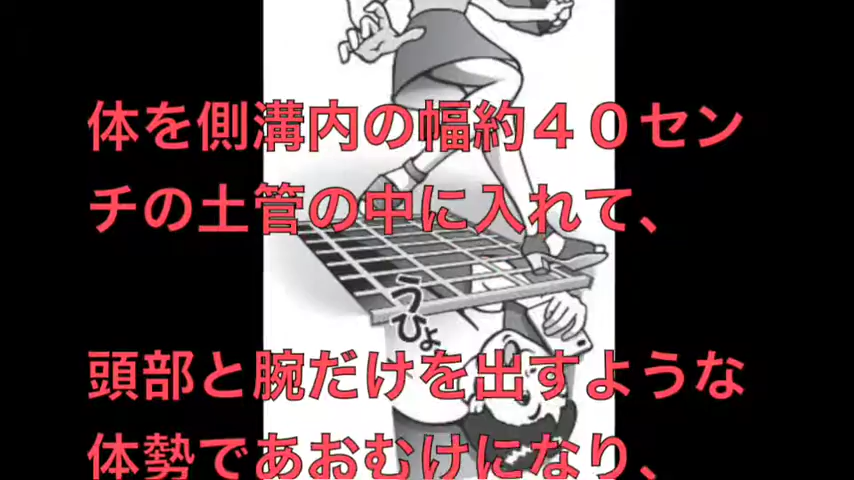 体を側溝内の幅約４０セン
チの土管の中に入れて、
うひょ
頭部と腕だけを出すような
体勢であおむけになり、